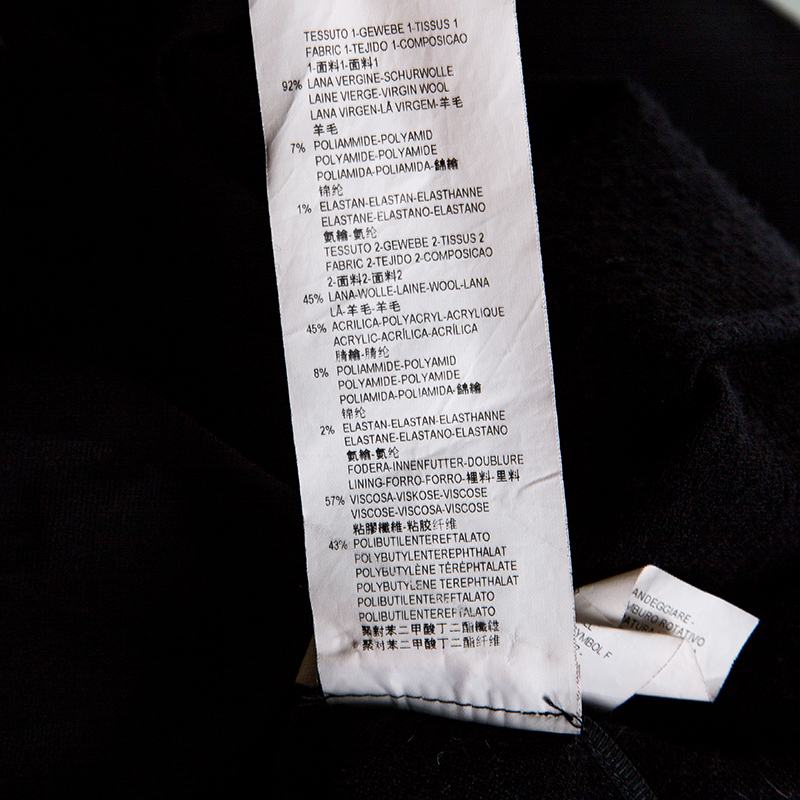 TESSUTO 1-GEWEBE 1-TISSUS 1
FABRIC 1-TEJIDO 1-COMPOSICAO
1-面料1-面料1
92% LANA VERGINE-SCHURWOLLE
LAINE VIERGE-VIRGIN WOOL
LANA VIRGEN-LÃ VIRGEM-羊毛
羊毛
7% POLIAMMIDE-POLYAMID
POLYAMIDE-POLYAMIDE
POLIAMIDA-POLIAMIDA-錦綸
锦纶
1% ELASTAN-ELASTAN-ELASTHANNE
ELASTANE-ELASTANO-ELASTANO
氨綸-氨纶
TESSUTO 2-GEWEBE 2-TISSUS 2
FABRIC 2-TEJIDO 2-COMPOSICAO
2-面料2-面料2
45% LANA-WOLLE-LAINE-WOOL-LANA
LÃ-羊毛-羊毛
45% ACRILICA-POLYACRYL-ACRYLIQUE
ACRYLIC-ACRÍLICA-ACRÍLICA
腈綸-腈纶
8% POLIAMMIDE-POLYAMID
POLYAMIDE-POLYAMIDE
POLIAMIDA-POLIAMIDA-錦綸
锦纶
2% ELASTAN-ELASTAN-ELASTHANNE
ELASTANE-ELASTANO-ELASTANO
氨綸-氨纶
FODERA-INNENFUTTER-DOUBLURE
LINING-FORRO-FORRO-裡料-里料
57% VISCOSA-VISKOSE-VISCOSE
VISCOSE-VISCOSA-VISCOSE
粘膠纖維-粘胶纤维
43% POLIBUTILENTEREFTALATO
POLYBUTYLENTEREPHTHALAT
POLYBUTYLÈNE TÉRÉPHTALATE
POLYBUTYLENE TEREPHTHALAT
POLIBUTILENTEREFTALATO
POLIBUTILENTEREFTALATO
聚對苯二甲酸丁二酯纖維
聚对苯二甲酸丁二酯纤维
ANDEGGIARE-
MBURO ROTATIVO
SYMBOL F